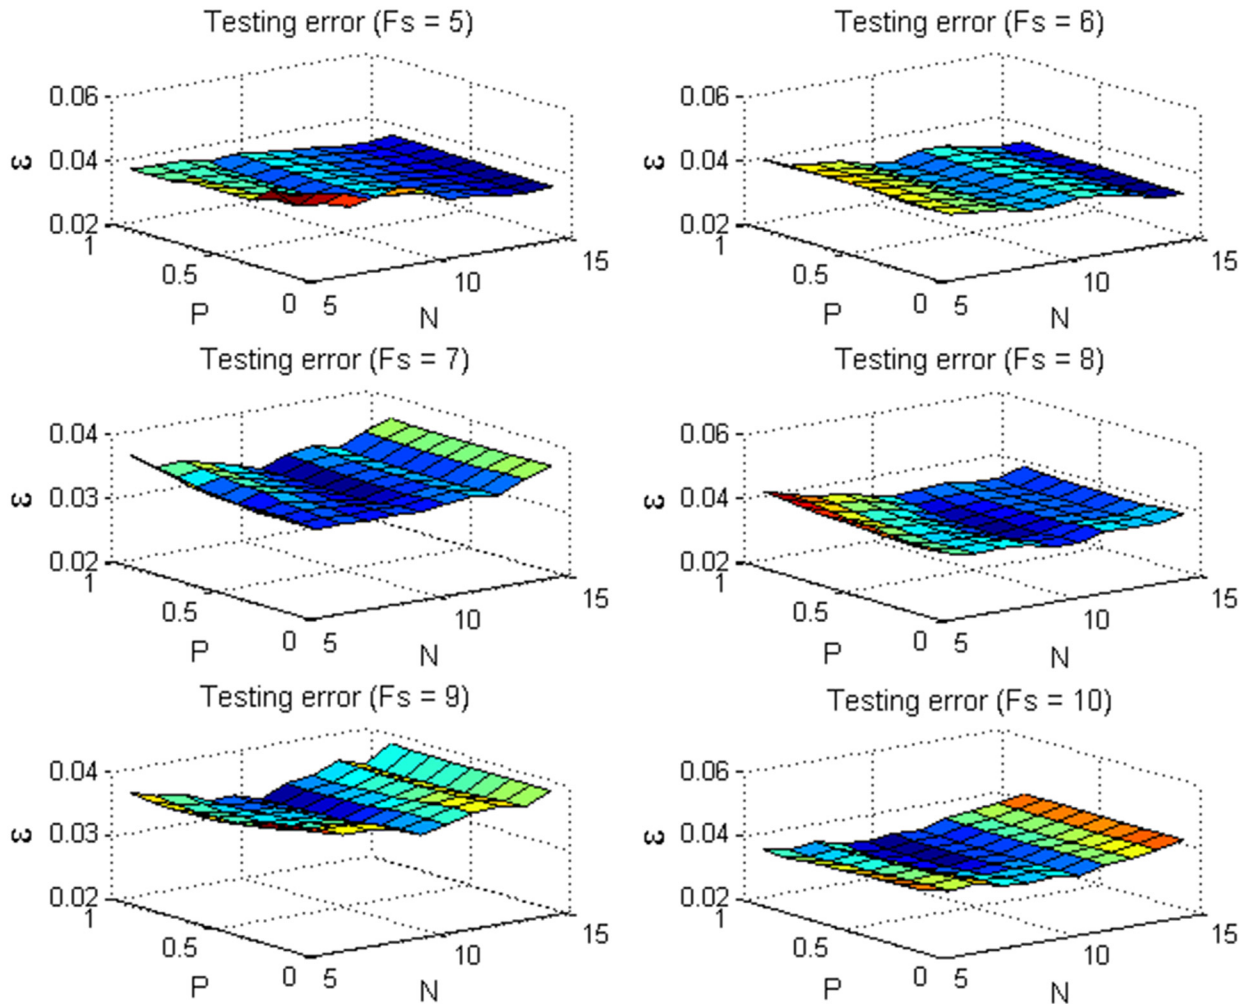 Testing error (Fs = 5)
0.06
0.04
0.02
ε
1
0.5
0
P
5
10
15
N
Testing error (Fs = 6)
0.06
0.04
0.02
ε
1
0.5
0
P
5
10
15
N
Testing error (Fs = 7)
0.04
0.03
0.02
ε
1
0.5
0
P
5
10
15
N
Testing error (Fs = 8)
0.06
0.04
0.02
ε
1
0.5
0
P
5
10
15
N
Testing error (Fs = 9)
0.04
0.03
0.02
ε
1
0.5
0
P
5
10
15
N
Testing error (Fs = 10)
0.06
0.04
0.02
ε
1
0.5
0
P
5
10
15
N